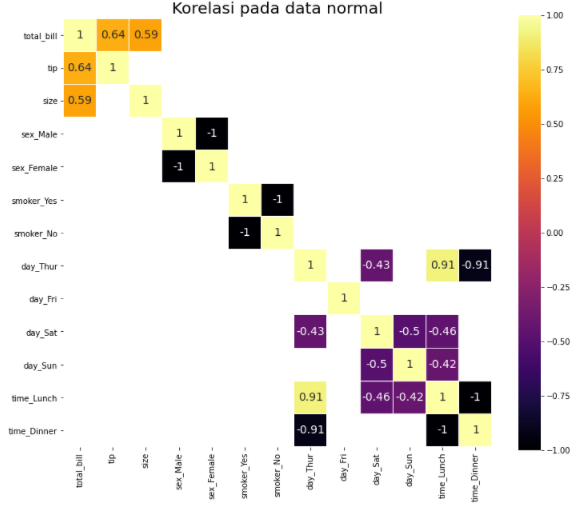 Korelasi pada data normal
total_bill 1 0.64 0.59
tip 0.64 1
size 0.59 1
sex_Male 1 -1
sex_Female -1 1
smoker_Yes 1 -1
smoker_No -1 1
day_Thur 1 -0.43 0.91 -0.91
day_Fri 1
day_Sat -0.43 1 -0.5 -0.46
day_Sun -0.5 1 -0.42
time_Lunch 0.91 -0.46 -0.42 1 -1
time_Dinner -0.91 -1 1
total_bill
tip
size
sex_Male
sex_Female
smoker_Yes
smoker_No
day_Thur
day_Fri
day_Sat
day_Sun
time_Lunch
time_Dinner
1.00
0.75
0.50
0.25
0.00
−0.25
−0.50
−0.75
−1.00